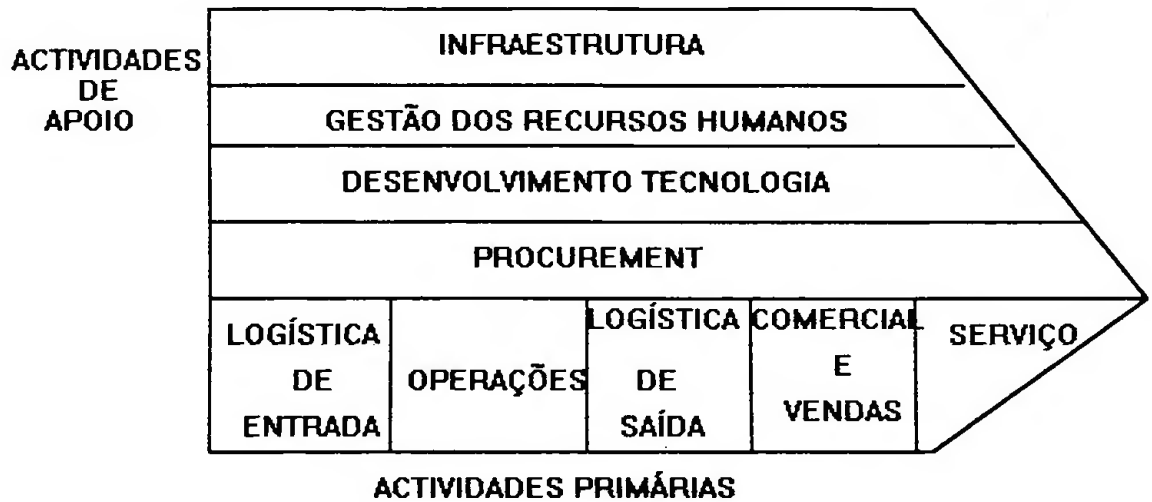 ACTIVIDADES
DE
APOIO
INFRAESTRUTURA
GESTÃO DOS RECURSOS HUMANOS
DESENVOLVIMENTO TECNOLOGIA
PROCUREMENT
LOGÍSTICA
DE
ENTRADA
OPERAÇÕES
LOGÍSTICA
DE
SAÍDA
COMERCIAL
E
VENDAS
SERVIÇO
ACTIVIDADES PRIMÁRIAS